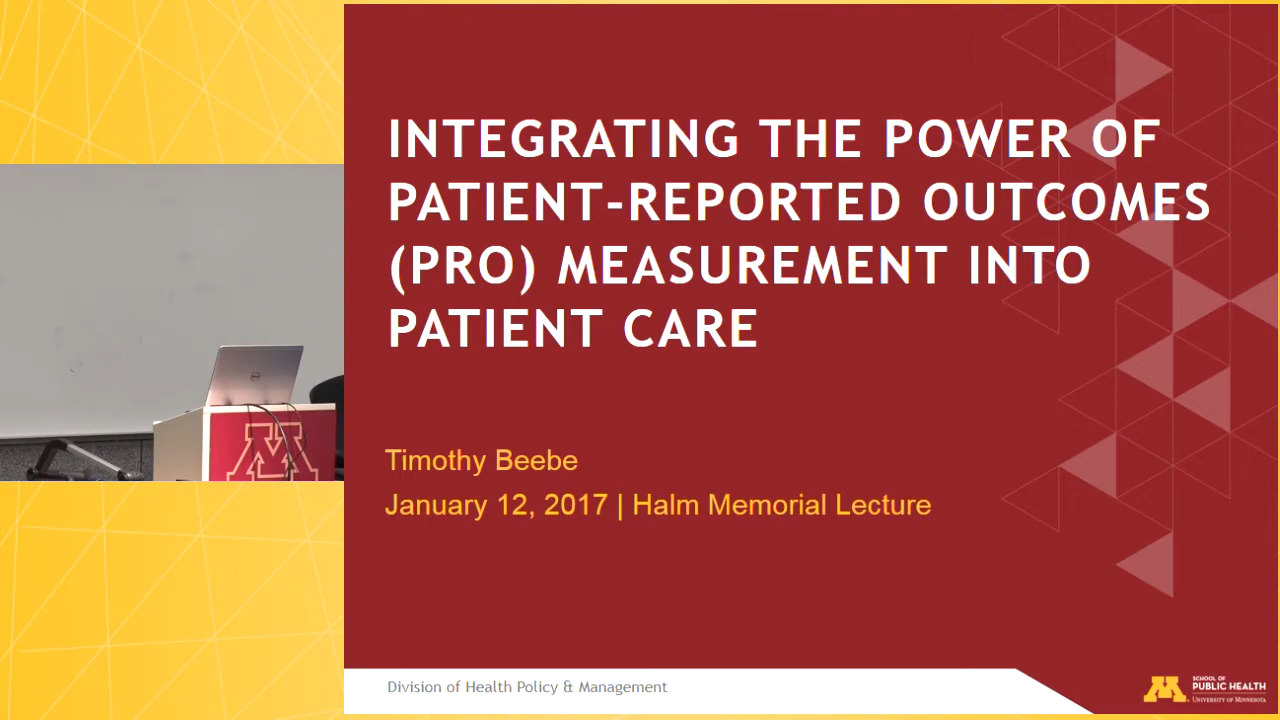 INTEGRATING THE POWER OF
PATIENT-REPORTED OUTCOMES
(PRO) MEASUREMENT INTO
PATIENT CARE
Timothy Beebe
January 12, 2017 | Halm Memorial Lecture
Division of Health Policy & Management
M
SCHOOL OF
PUBLIC HEALTH
UNIVERSITY OF MINNESOTA
DELL
M